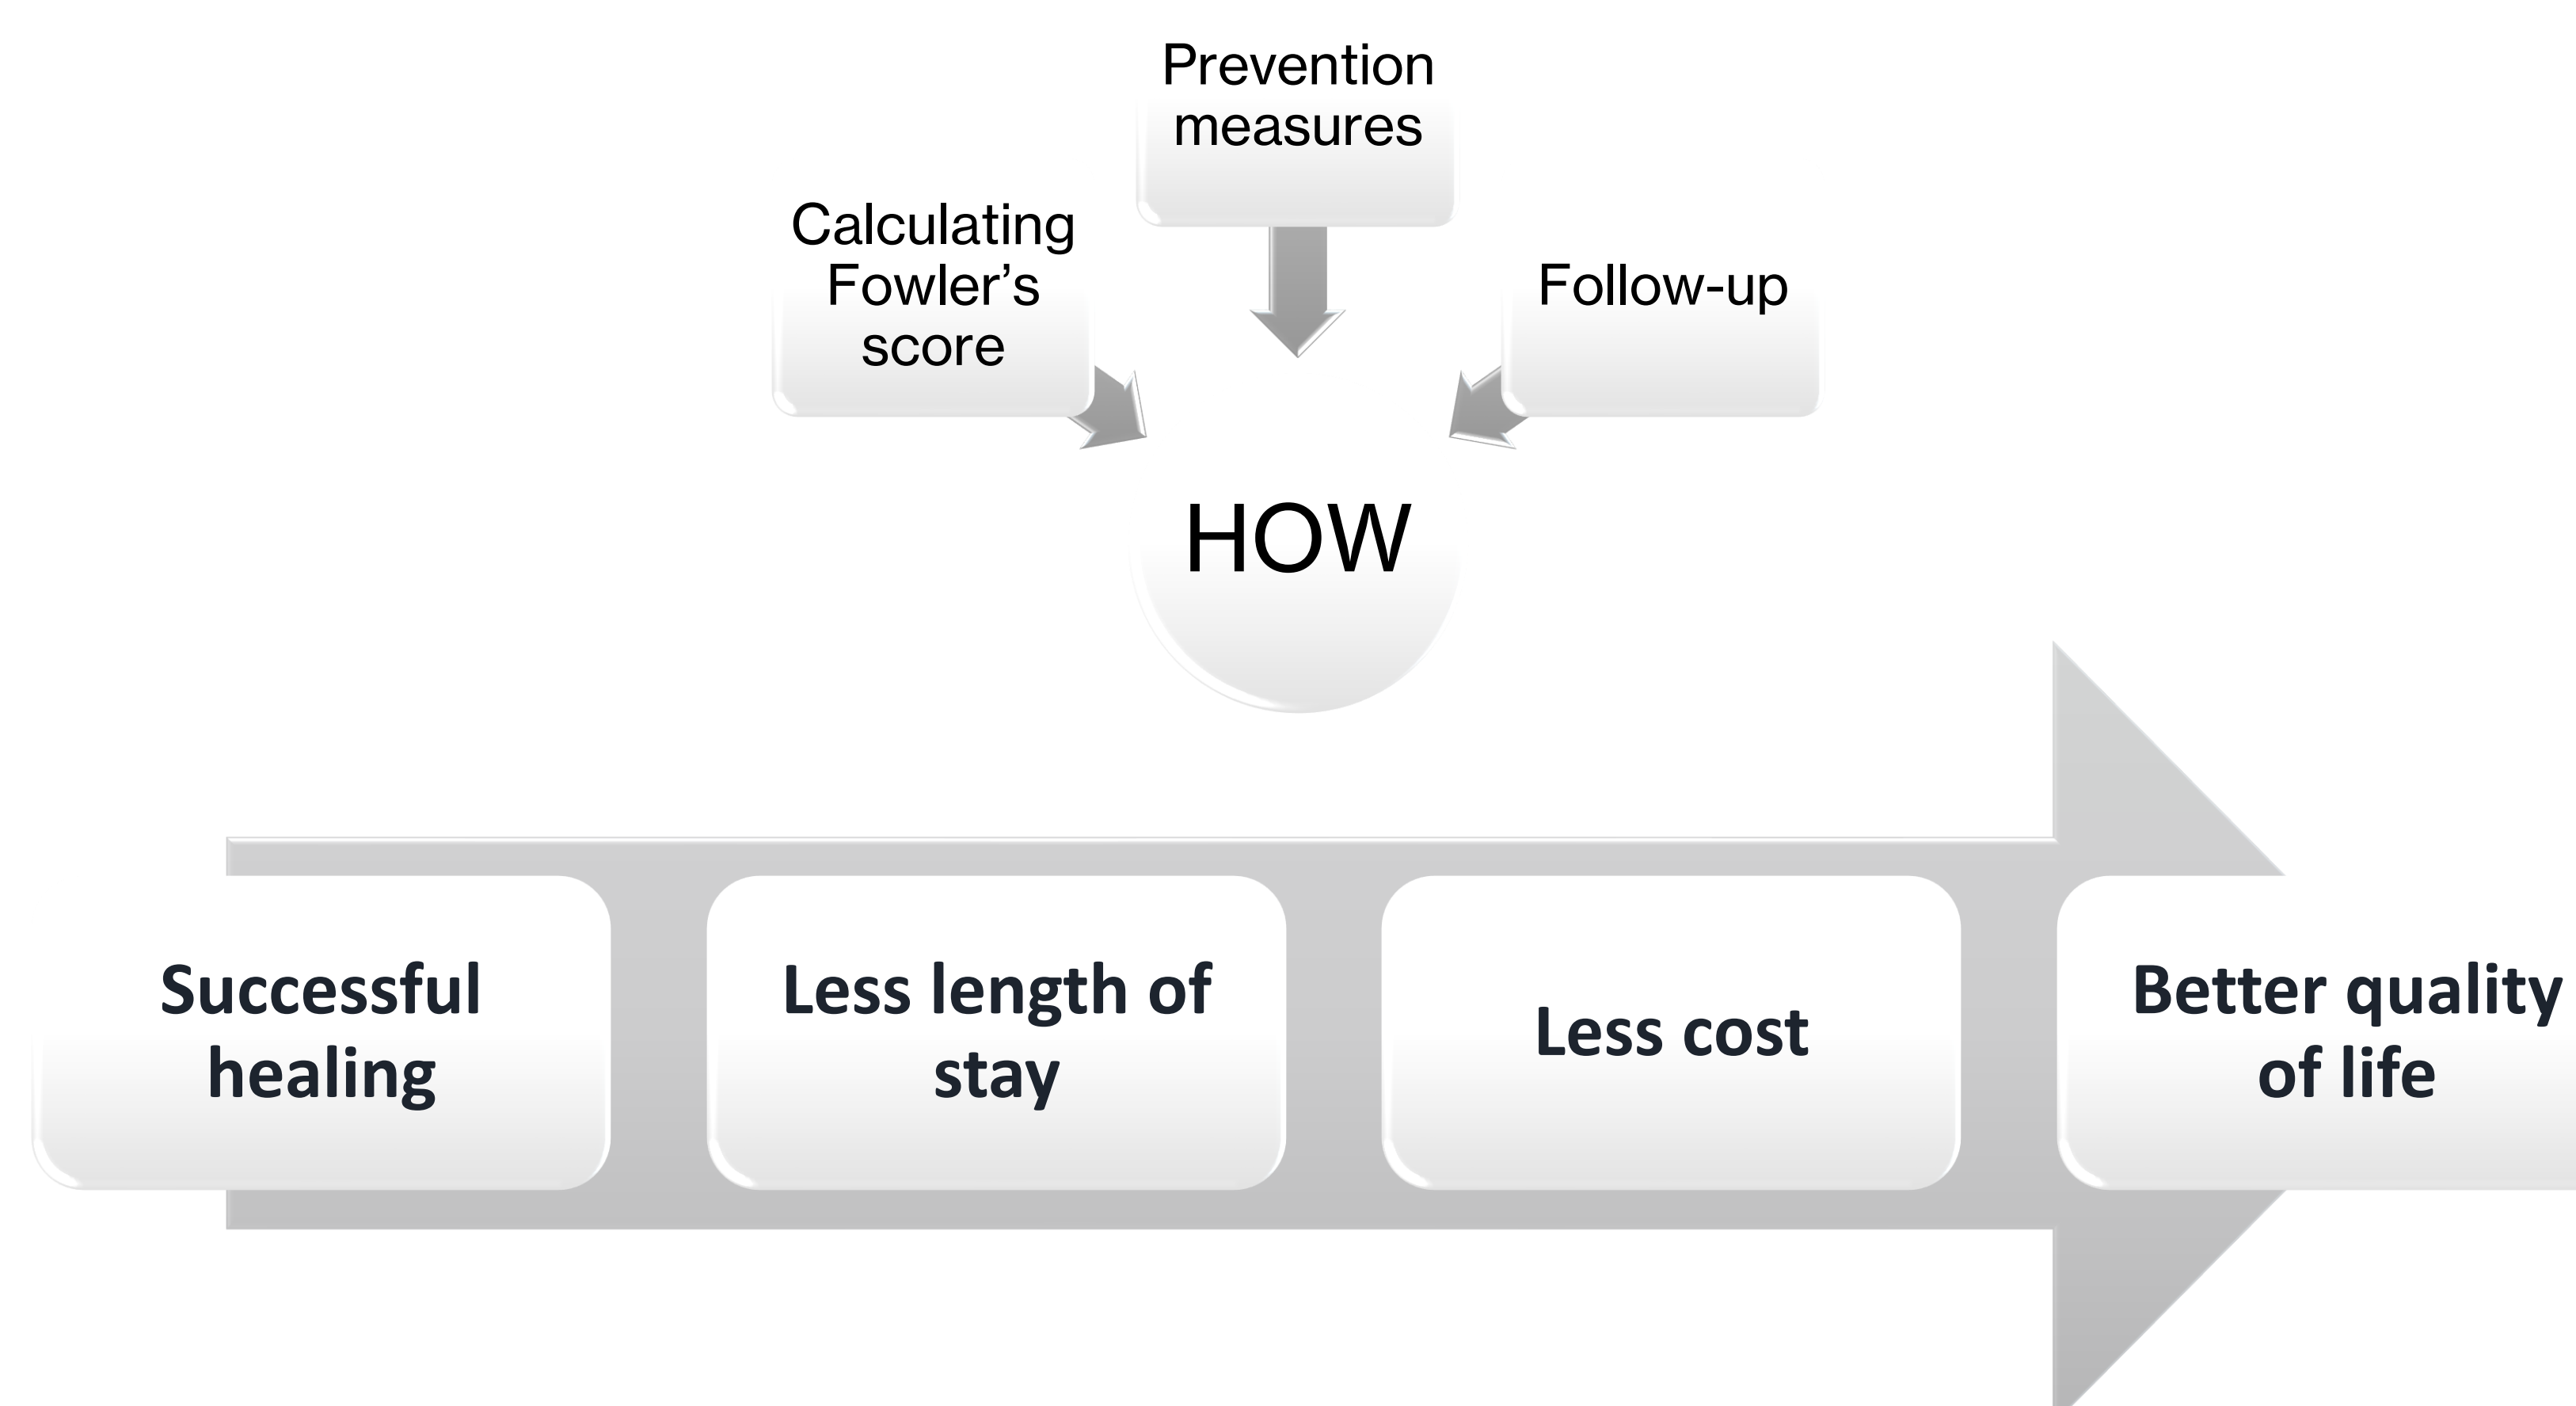 Prevention
measures
Calculating
Fowler’s
score
Follow-up
HOW
Successful
healing
Less length of
stay
Less cost
Better quality
of life